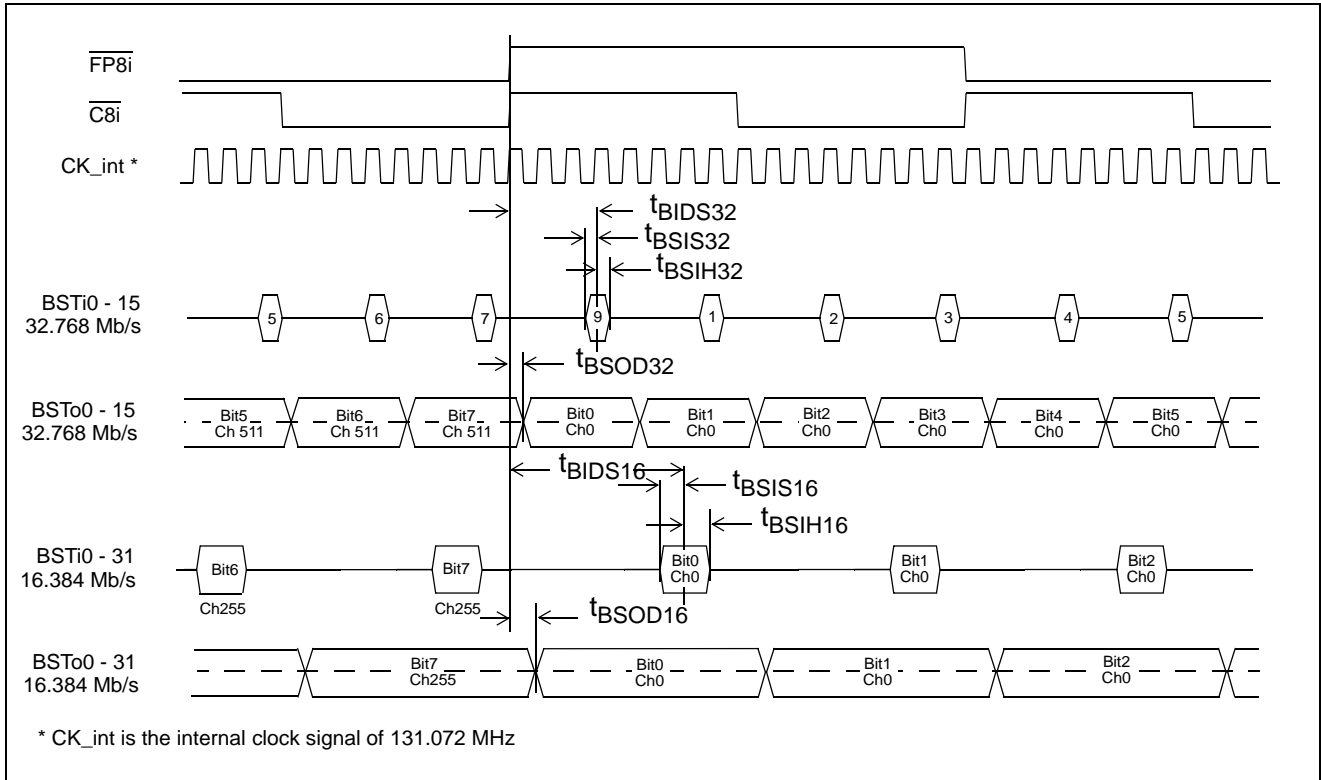 FP8i
C8i
CK_int *
tBIDS32
tBSIS32
tBSIH32
BSTi0 - 15
32.768 Mb/s
5 6 7 9 1 2 3 4 5
tBSOD32
BSTo0 - 15
32.768 Mb/s
Bit5 Bit6 Bit7 Bit0 Bit1 Bit2 Bit3 Bit4 Bit5
Ch 511 Ch 511 Ch 511 Ch0 Ch0 Ch0 Ch0 Ch0 Ch0
tBIDS16
tBSIS16
tBSIH16
BSTi0 - 31
16.384 Mb/s
Bit6 Bit7 Bit0 Bit1 Bit2
Ch0 Ch0 Ch0
Ch255 Ch255
tBSOD16
BSTo0 - 31
16.384 Mb/s
Bit7 Bit0 Bit1 Bit2
Ch255 Ch0 Ch0 Ch0
* CK_int is the internal clock signal of 131.072 MHz